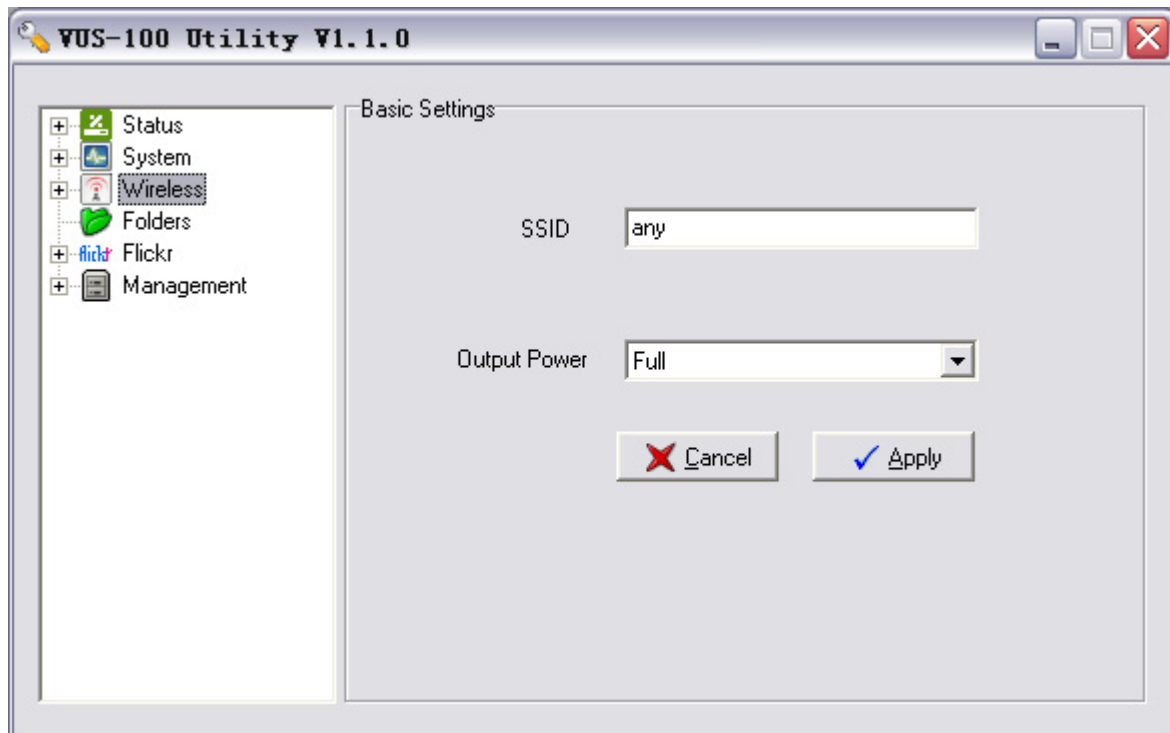 WUS-100 Utility V1.1.0
Basic Settings
Status
System
Wireless
Folders
flickr Flickr
Management
SSID any
Output Power Full
Cancel Apply